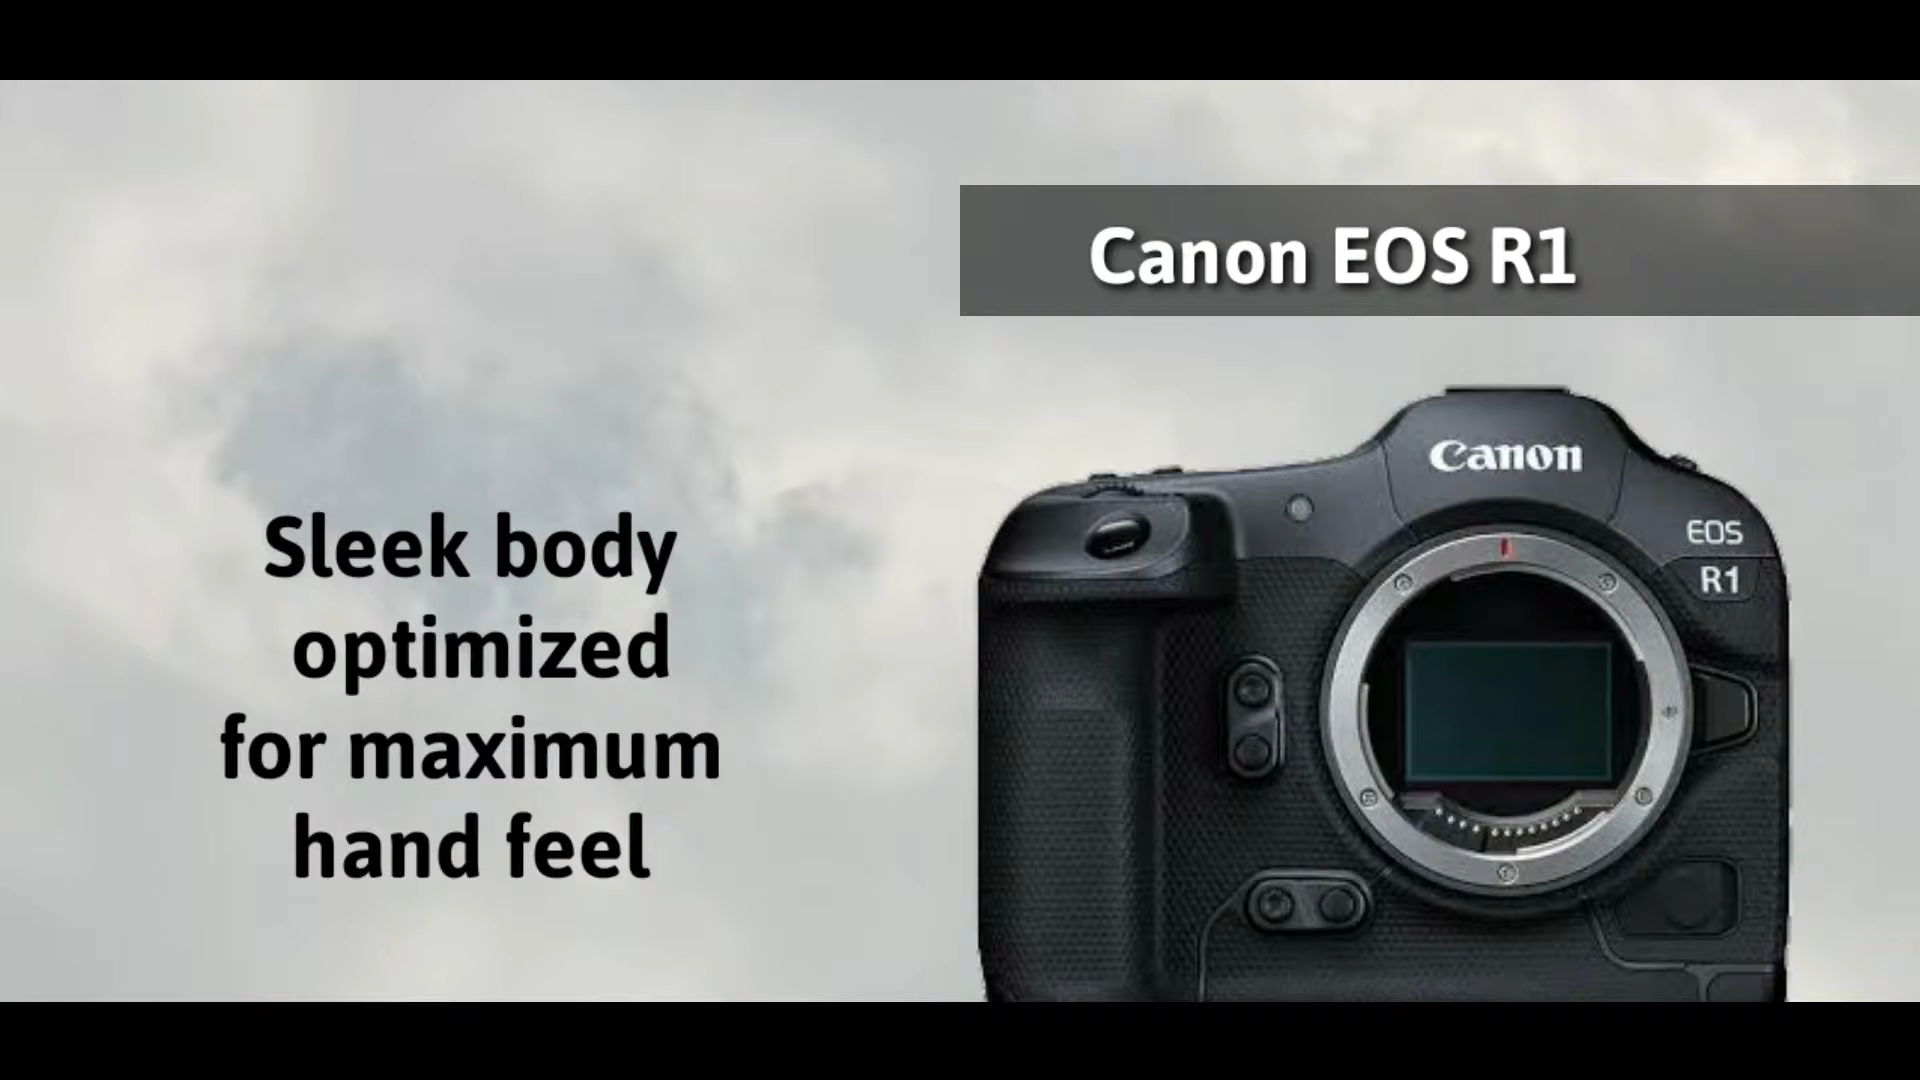 Canon EOS R1
Canon
EOS
R1
Sleek body
optimized
for maximum
hand feel